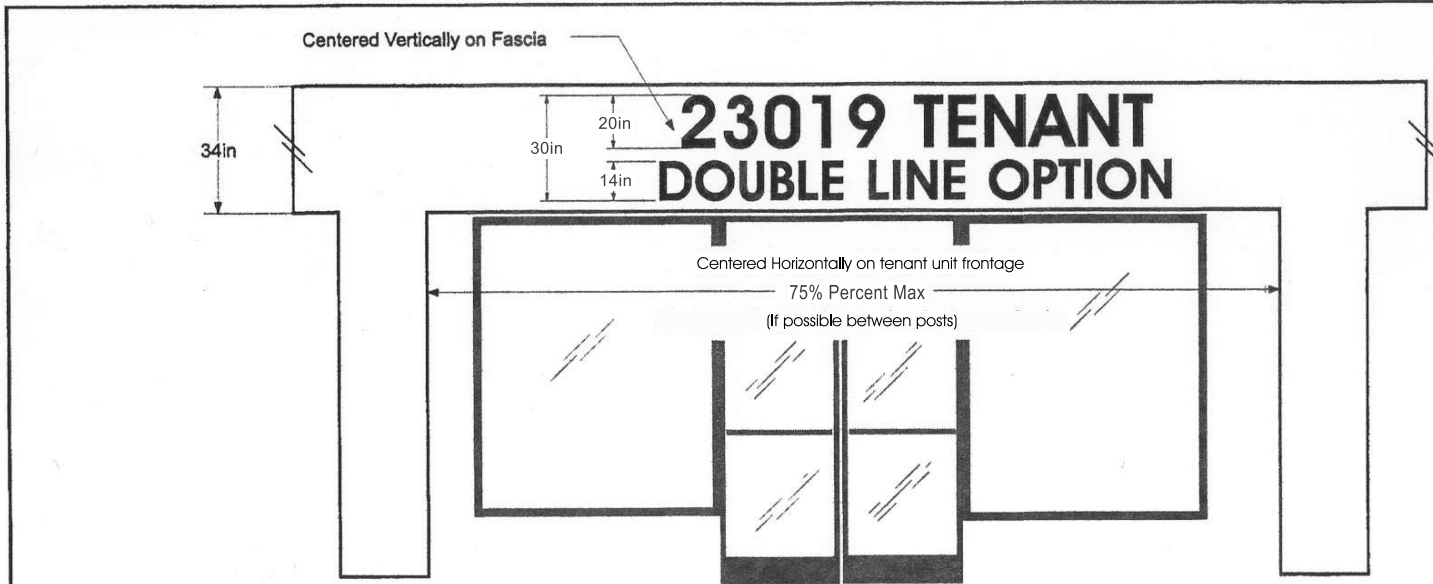 Centered Vertically on Fascia
34in
30in
20in
14in
23019 TENANT
DOUBLE LINE OPTION
Centered Horizontally on tenant unit frontage
75% Percent Max
(If possible between posts)